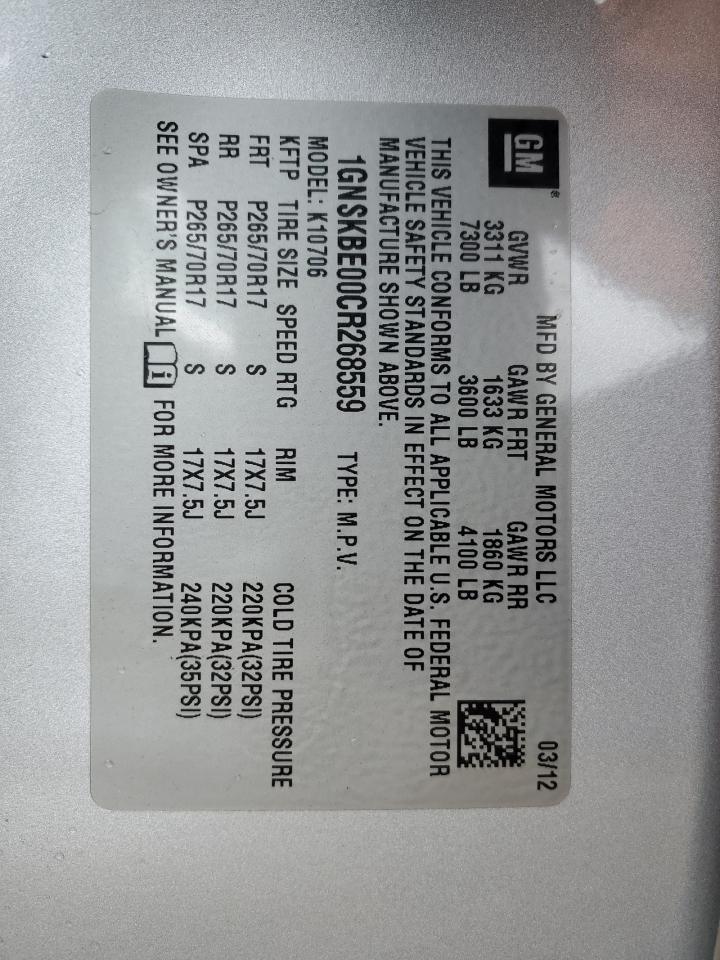 GM®
MFD BY GENERAL MOTORS LLC 03/12
GVWR GAWR FRT GAWR RR
3311 KG 1633 KG 1860 KG
7300 LB 3600 LB 4100 LB
THIS VEHICLE CONFORMS TO ALL APPLICABLE U.S. FEDERAL MOTOR
VEHICLE SAFETY STANDARDS IN EFFECT ON THE DATE OF
MANUFACTURE SHOWN ABOVE.
1GNSKBE00CR268559 TYPE: M.P.V.
MODEL: K10706
KFTP TIRE SIZE SPEED RTG RIM COLD TIRE PRESSURE
FRT P265/70R17 S 17X7.5J 220KPA(32PSI)
RR P265/70R17 S 17X7.5J 220KPA(32PSI)
SPA P265/70R17 S 17X7.5J 240KPA(35PSI)
SEE OWNER'S MANUAL i FOR MORE INFORMATION.